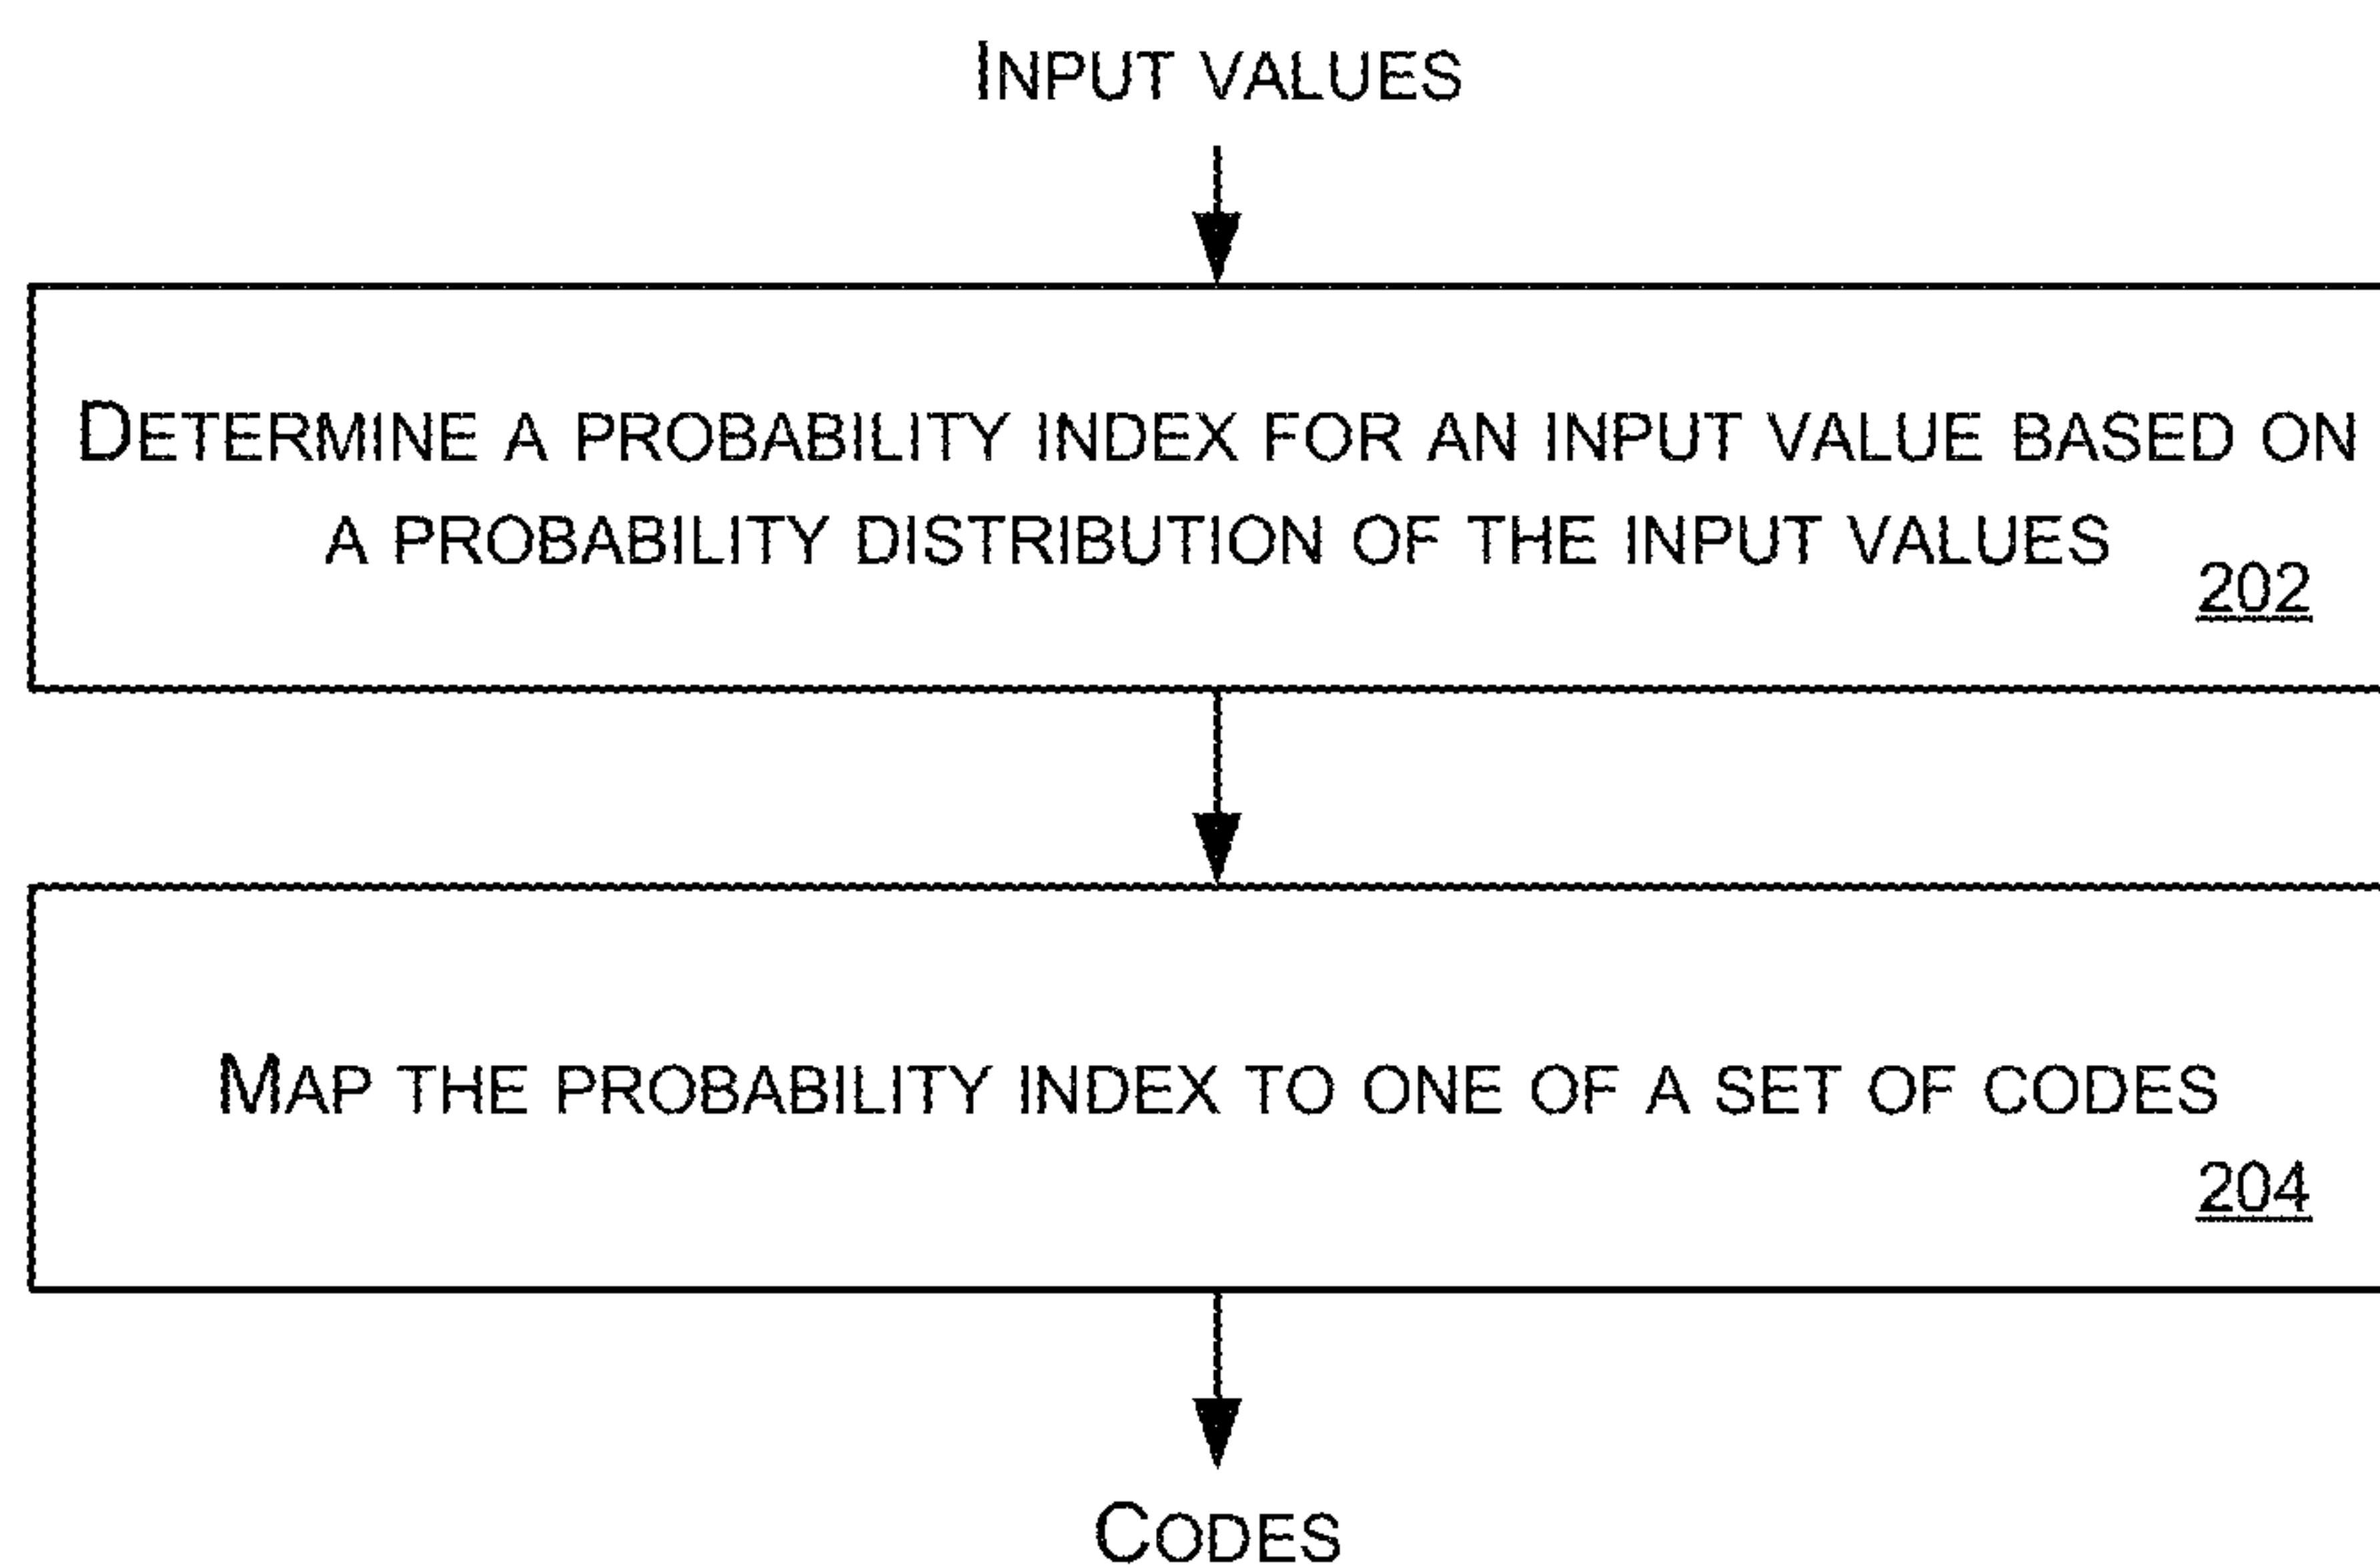 INPUT VALUES
DETERMINE A PROBABILITY INDEX FOR AN INPUT VALUE BASED ON
A PROBABILITY DISTRIBUTION OF THE INPUT VALUES
202
MAP THE PROBABILITY INDEX TO ONE OF A SET OF CODES
204
CODES